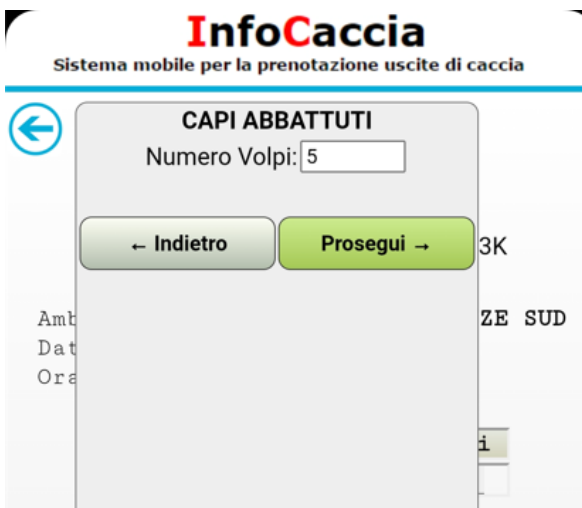 InfoCaccia
Sistema mobile per la prenotazione uscite di caccia
CAPI ABBATTUTI
Numero Volpi: 5
← Indietro
Prosegui →
3K
Amb
ZE SUD
Dat
Ora
i